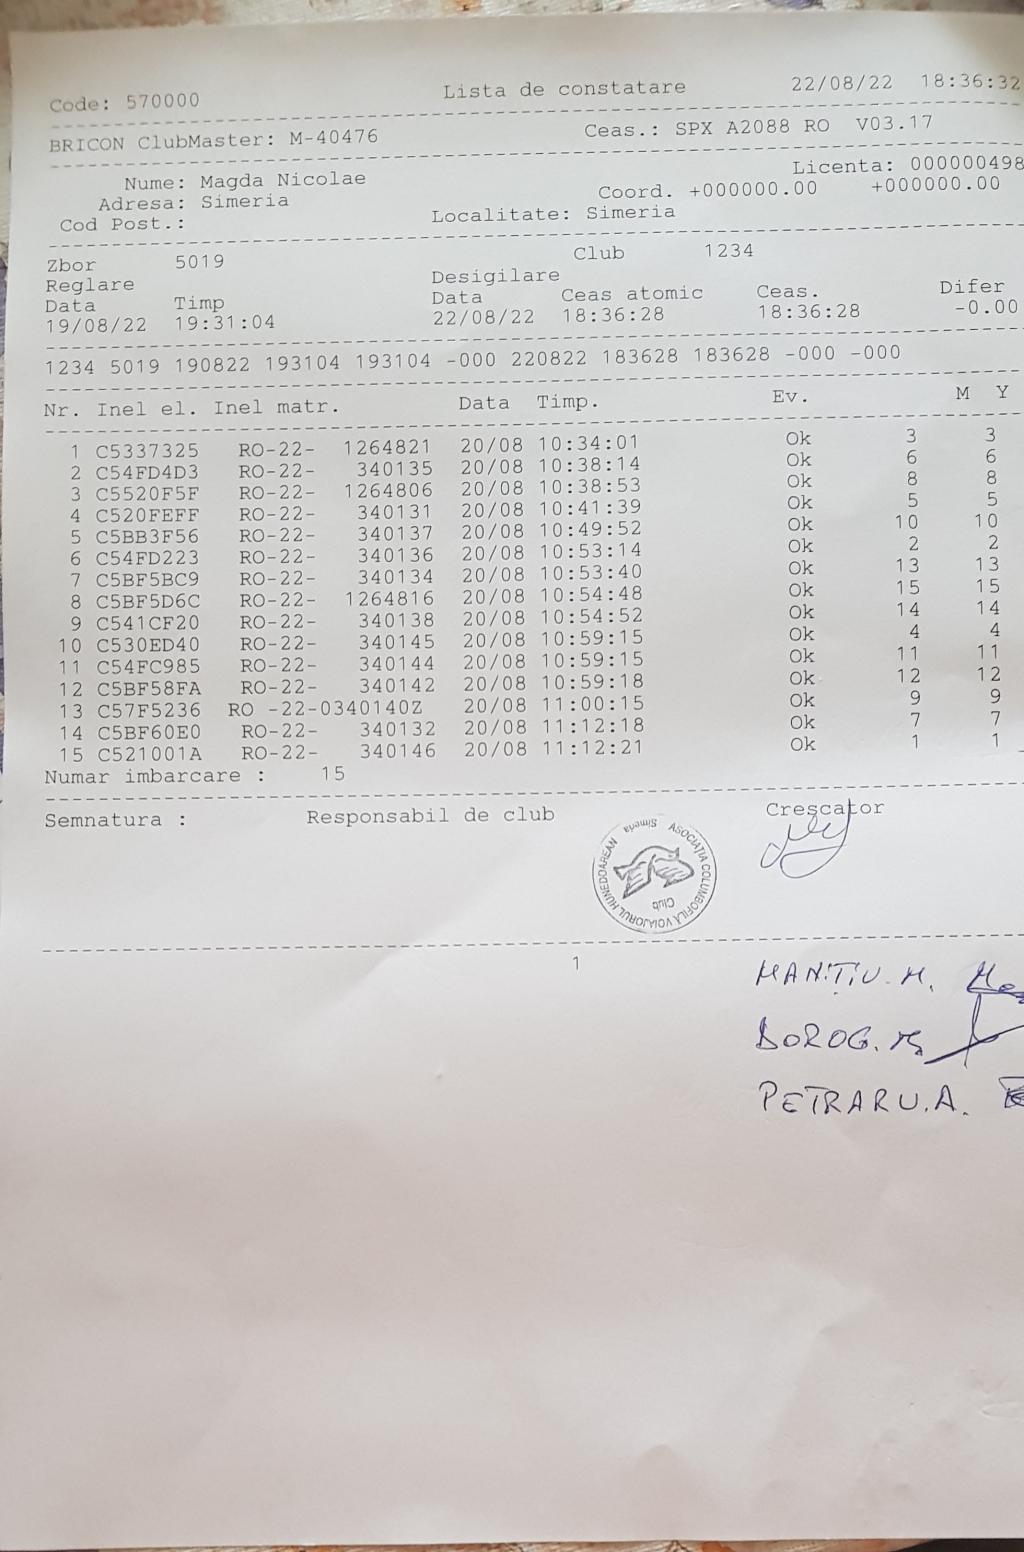 Code: 570000 Lista de constatare 22/08/22 18:36:32
BRICON ClubMaster: M-40476 Ceas.: SPX A2088 RO V03.17
Nume: Magda Nicolae Licenta: 000000498
Adresa: Simeria Coord. +000000.00 +000000.00
Cod Post.: Localitate: Simeria
Zbor 5019 Club 1234
Reglare Desigilare
Data Timp Data Ceas atomic Ceas. Difer
19/08/22 19:31:04 22/08/22 18:36:28 18:36:28 -0.00
1234 5019 190822 193104 193104 -000 220822 183628 183628 -000 -000
Nr. Inel el. Inel matr. Data Timp. Ev. M Y
1 C5337325 RO-22- 1264821 20/08 10:34:01 Ok 3 3
2 C54FD4D3 RO-22- 340135 20/08 10:38:14 Ok 6 6
3 C5520F5F RO-22- 1264806 20/08 10:38:53 Ok 8 8
4 C520FEFF RO-22- 340131 20/08 10:41:39 Ok 5 5
5 C5BB3F56 RO-22- 340137 20/08 10:49:52 Ok 10 10
6 C54FD223 RO-22- 340136 20/08 10:53:14 Ok 2 2
7 C5BF5BC9 RO-22- 340134 20/08 10:53:40 Ok 13 13
8 C5BF5D6C RO-22- 1264816 20/08 10:54:48 Ok 15 15
9 C541CF20 RO-22- 340138 20/08 10:54:52 Ok 14 14
10 C530ED40 RO-22- 340145 20/08 10:59:15 Ok 4 4
11 C54FC985 RO-22- 340144 20/08 10:59:15 Ok 11 11
12 C5BF58FA RO-22- 340142 20/08 10:59:18 Ok 12 12
13 C57F5236 RO -22-0340140Z 20/08 11:00:15 Ok 9 9
14 C5BF60E0 RO-22- 340132 20/08 11:12:18 Ok 7 7
15 C521001A RO-22- 340146 20/08 11:12:21 Ok 1 1
Numar imbarcare : 15
Semnatura : Responsabil de club Crescator
ASOCIAŢIA COLUMBOFILĂ VOIAJORUL HUNEDOAREAN
Simeria
Club
1
MANIŢIU. M.
BOROG. M
PETRARU. A.